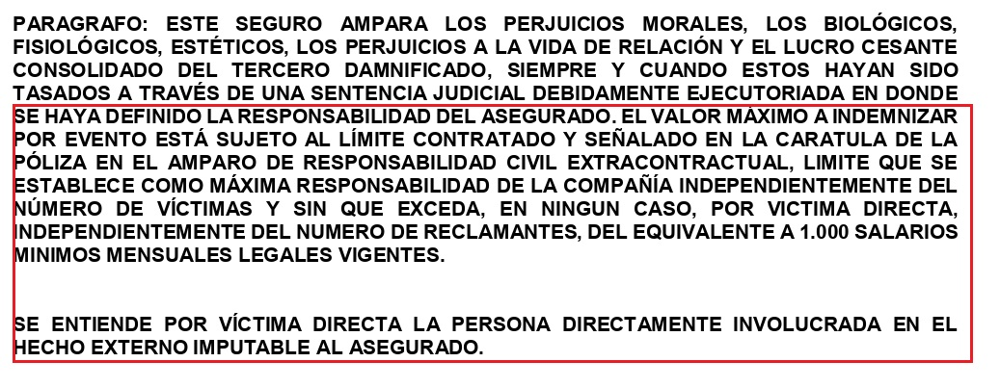 PARAGRAFO: ESTE SEGURO AMPARA LOS PERJUICIOS MORALES, LOS BIOLÓGICOS,
FISIOLÓGICOS, ESTÉTICOS, LOS PERJUICIOS A LA VIDA DE RELACIÓN Y EL LUCRO CESANTE
CONSOLIDADO DEL TERCERO DAMNIFICADO, SIEMPRE Y CUANDO ESTOS HAYAN SIDO
TASADOS A TRAVÉS DE UNA SENTENCIA JUDICIAL DEBIDAMENTE EJECUTORIADA EN DONDE
SE HAYA DEFINIDO LA RESPONSABILIDAD DEL ASEGURADO. EL VALOR MÁXIMO A INDEMNIZAR
POR EVENTO ESTÁ SUJETO AL LÍMITE CONTRATADO Y SEÑALADO EN LA CARATULA DE LA
PÓLIZA EN EL AMPARO DE RESPONSABILIDAD CIVIL EXTRACONTRACTUAL, LIMITE QUE SE
ESTABLECE COMO MÁXIMA RESPONSABILIDAD DE LA COMPAÑÍA INDEPENDIENTEMENTE DEL
NÚMERO DE VÍCTIMAS Y SIN QUE EXCEDA, EN NINGUN CASO, POR VICTIMA DIRECTA,
INDEPENDIENTEMENTE DEL NUMERO DE RECLAMANTES, DEL EQUIVALENTE A 1.000 SALARIOS
MINIMOS MENSUALES LEGALES VIGENTES.
SE ENTIENDE POR VÍCTIMA DIRECTA LA PERSONA DIRECTAMENTE INVOLUCRADA EN EL
HECHO EXTERNO IMPUTABLE AL ASEGURADO.